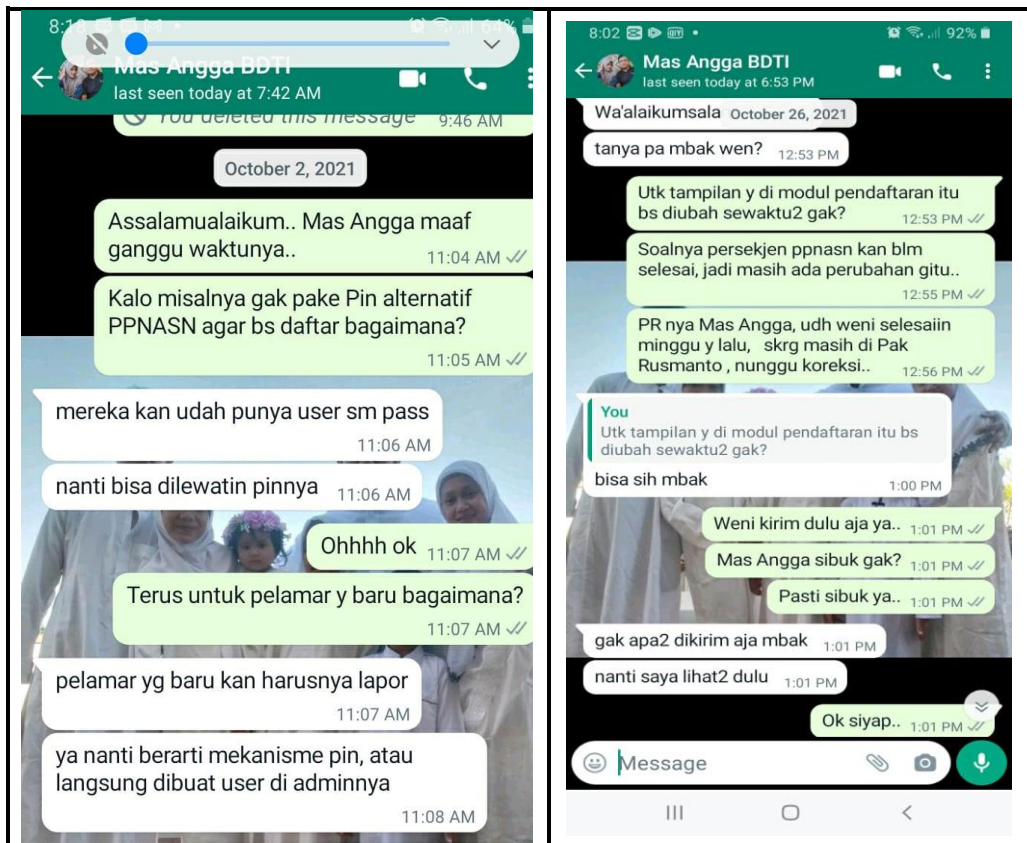 8:18
64%
Mas Angga BDTI
last seen today at 7:42 AM
You deleted this message 9:46 AM
October 2, 2021
Assalamualaikum.. Mas Angga maaf
ganggu waktunya.. 11:04 AM
Kalo misalnya gak pake Pin alternatif
PPNASN agar bs daftar bagaimana?
11:05 AM
mereka kan udah punya user sm pass
11:06 AM
nanti bisa dilewatin pinnya 11:06 AM
Ohhhh ok 11:07 AM
Terus untuk pelamar y baru bagaimana?
11:07 AM
pelamar yg baru kan harusnya lapor
11:07 AM
ya nanti berarti mekanisme pin, atau
langsung dibuat user di adminnya
11:08 AM
8:02
92%
Mas Angga BDTI
last seen today at 6:53 PM
Wa'alaikumsala October 26, 2021
tanya pa mbak wen? 12:53 PM
Utk tampilan y di modul pendaftaran itu
bs diubah sewaktu2 gak? 12:53 PM
Soalnya persekjen ppnasn kan blm
selesai, jadi masih ada perubahan gitu..
12:55 PM
PR nya Mas Angga, udh weni selesaiin
minggu y lalu, skrg masih di Pak
Rusmanto , nunggu koreksi.. 12:56 PM
You
Utk tampilan y di modul pendaftaran itu bs
diubah sewaktu2 gak?
bisa sih mbak 1:00 PM
Weni kirim dulu aja ya.. 1:01 PM
Mas Angga sibuk gak? 1:01 PM
Pasti sibuk ya.. 1:01 PM
gak apa2 dikirim aja mbak 1:01 PM
nanti saya lihat2 dulu 1:01 PM
Ok siyap.. 1:01 PM
Message